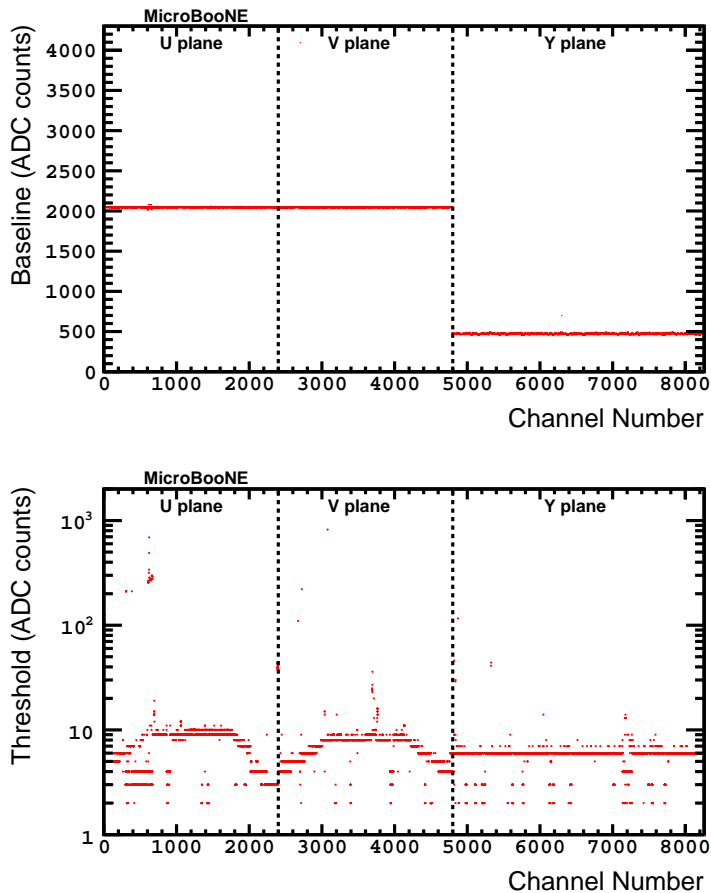 MicroBooNE
U plane V plane Y plane
4000
3500
3000
2500
2000
1500
1000
500
0
Baseline (ADC counts)
0 1000 2000 3000 4000 5000 6000 7000 8000
Channel Number
MicroBooNE
U plane V plane Y plane
10³
10²
10
1
Threshold (ADC counts)
0 1000 2000 3000 4000 5000 6000 7000 8000
Channel Number